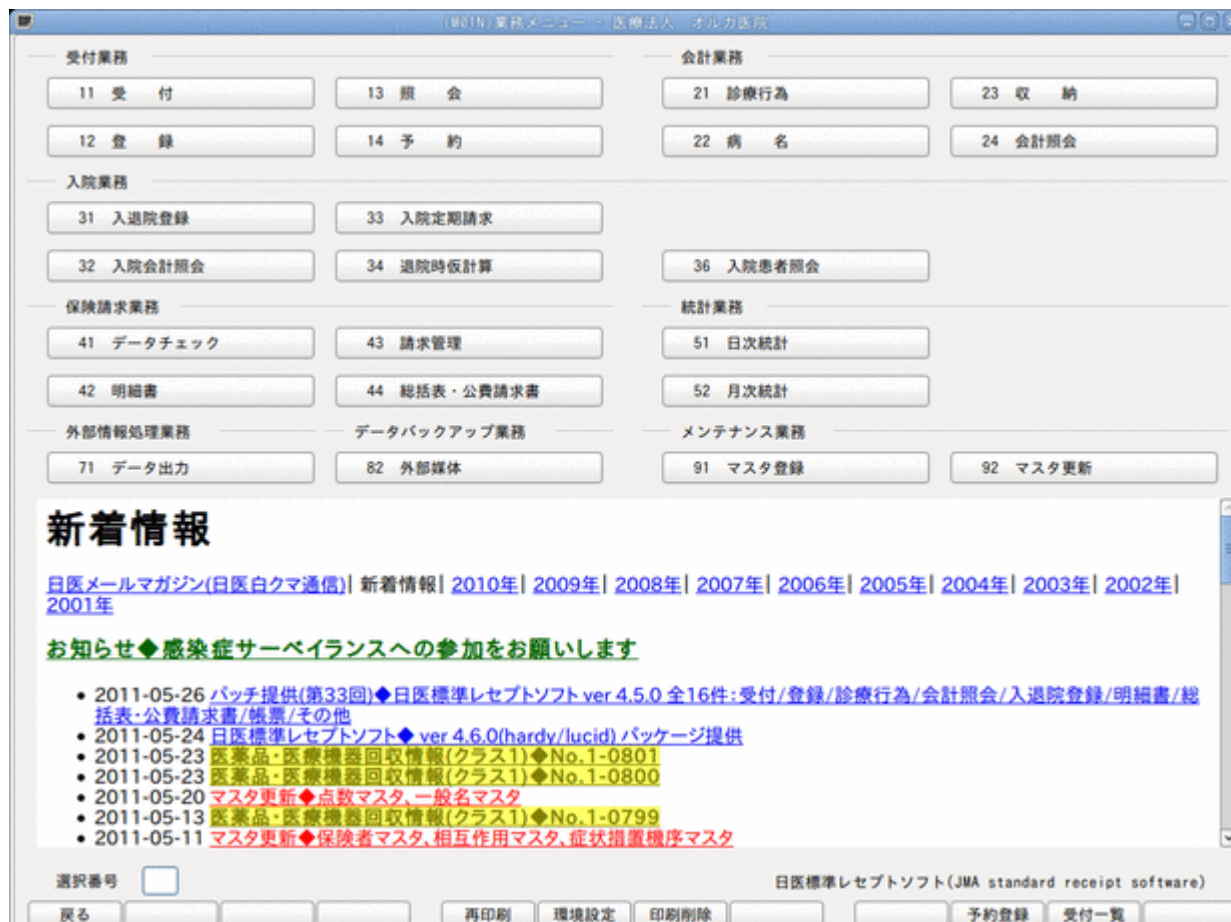 (M01N)業務メニュー - 医療法人　オルカ医院
受付業務　会計業務
11 受　付　13 照　会　21 診療行為　23 収　納
12 登　録　14 予　約　22 病　名　24 会計照会
入院業務
31 入退院登録　33 入院定期請求
32 入院会計照会　34 退院時仮計算　36 入院患者照会
保険請求業務　統計業務
41 データチェック　43 請求管理　51 日次統計
42 明細書　44 総括表・公費請求書　52 月次統計
外部情報処理業務　データバックアップ業務　メンテナンス業務
71 データ出力　82 外部媒体　91 マスタ登録　92 マスタ更新
新着情報
日医メールマガジン(日医白クマ通信)| 新着情報| 2010年| 2009年| 2008年| 2007年| 2006年| 2005年| 2004年| 2003年| 2002年|
2001年
お知らせ◆感染症サーベイランスへの参加をお願いします
• 2011-05-26 パッチ提供(第33回)◆日医標準レセプトソフト ver 4.5.0 全16件:受付/登録/診療行為/会計照会/入退院登録/明細書/総
括表・公費請求書/帳票/その他
• 2011-05-24 日医標準レセプトソフト◆ ver 4.6.0(hardy/lucid) パッケージ提供
• 2011-05-23 医薬品・医療機器回収情報(クラス1)◆No.1-0801
• 2011-05-23 医薬品・医療機器回収情報(クラス1)◆No.1-0800
• 2011-05-20 マスタ更新◆点数マスタ、一般名マスタ
• 2011-05-13 医薬品・医療機器回収情報(クラス1)◆No.1-0799
• 2011-05-11 マスタ更新◆保険者マスタ、相互作用マスタ、症状措置機序マスタ
選択番号　日医標準レセプトソフト(JMA standard receipt software)
戻る　再印刷　環境設定　印刷削除　予約登録　受付一覧